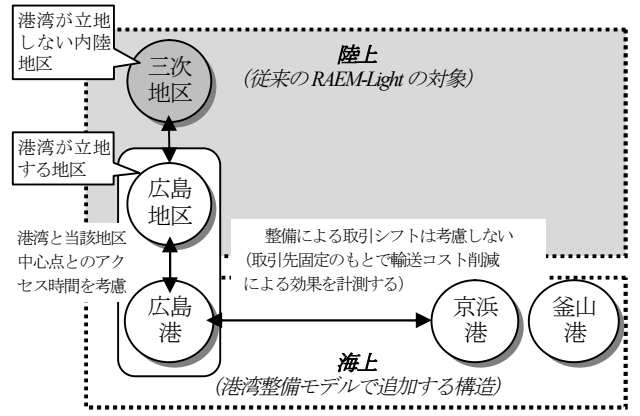 港湾が立地
しない内陸
地区
三次
地区
陸上
(従来のRAEM-Lightの対象)
港湾が立地
する地区
広島
地区
港湾と当該地区
中心点とのアク
セス時間を考慮
整備による取引シフトは考慮しない
(取引先固定のもとで輸送コスト削減
による効果を計測する)
広島
港
京浜
港
釜山
港
海上
(港湾整備モデルで追加する構造)